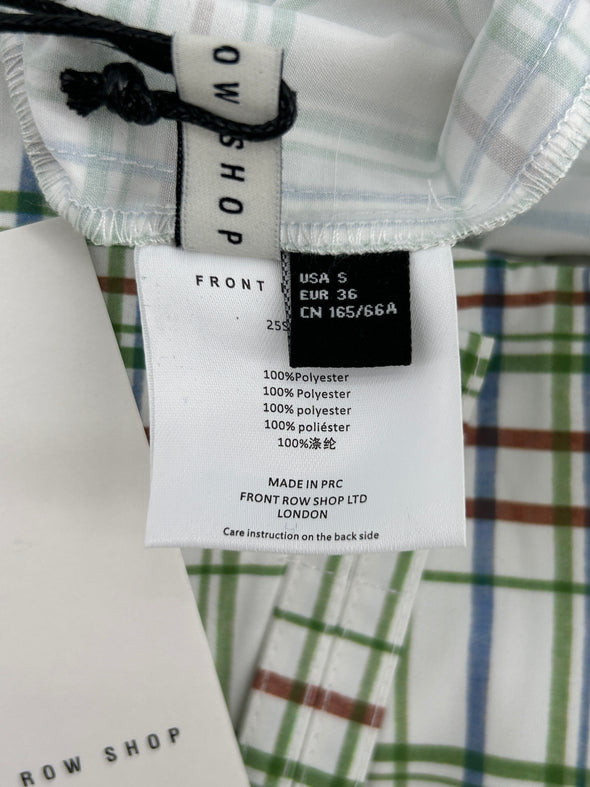 OW SHOP
FRONT
USA S
EUR 36
CN 165/66A
25S
100%Polyester
100% Polyester
100% polyester
100% poliéster
100%涤纶
MADE IN PRC
FRONT ROW SHOP LTD
LONDON
Care instruction on the back side
ROW SHOP